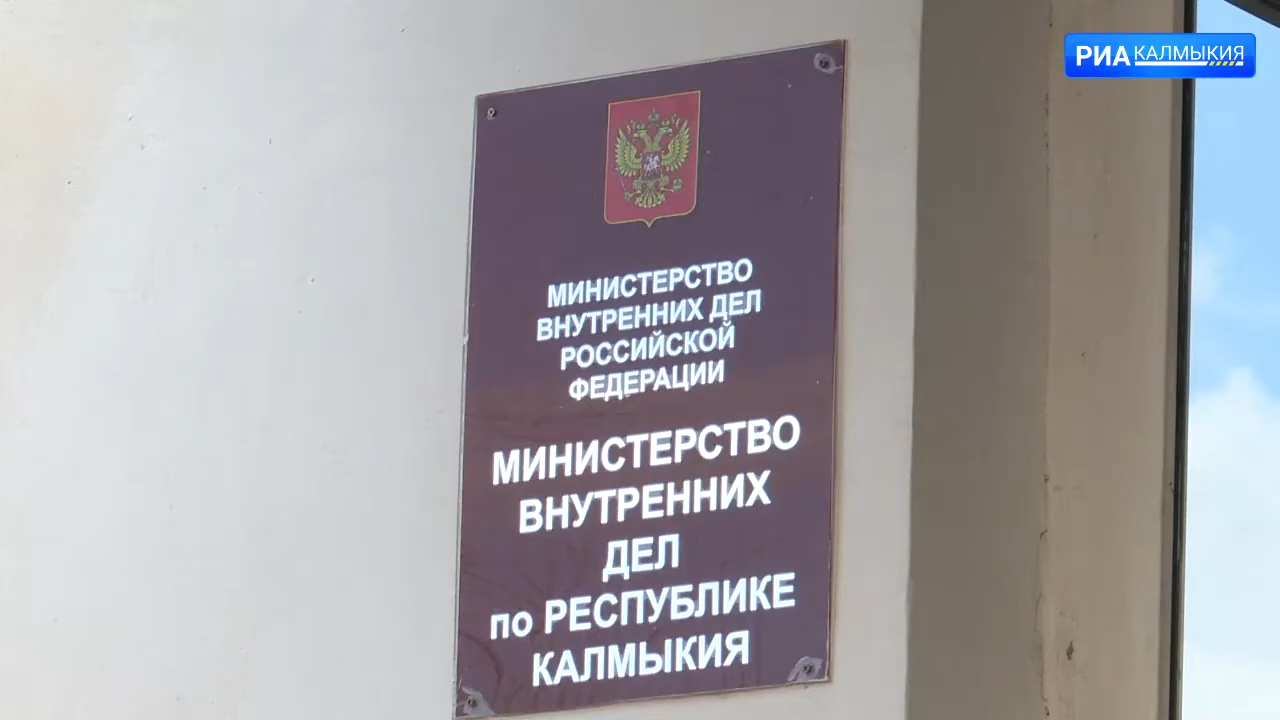 РИА КАЛМЫКИЯ
МИНИСТЕРСТВО
ВНУТРЕННИХ ДЕЛ
РОССИЙСКОЙ
ФЕДЕРАЦИИ
МИНИСТЕРСТВО
ВНУТРЕННИХ
ДЕЛ
по РЕСПУБЛИКЕ
КАЛМЫКИЯ